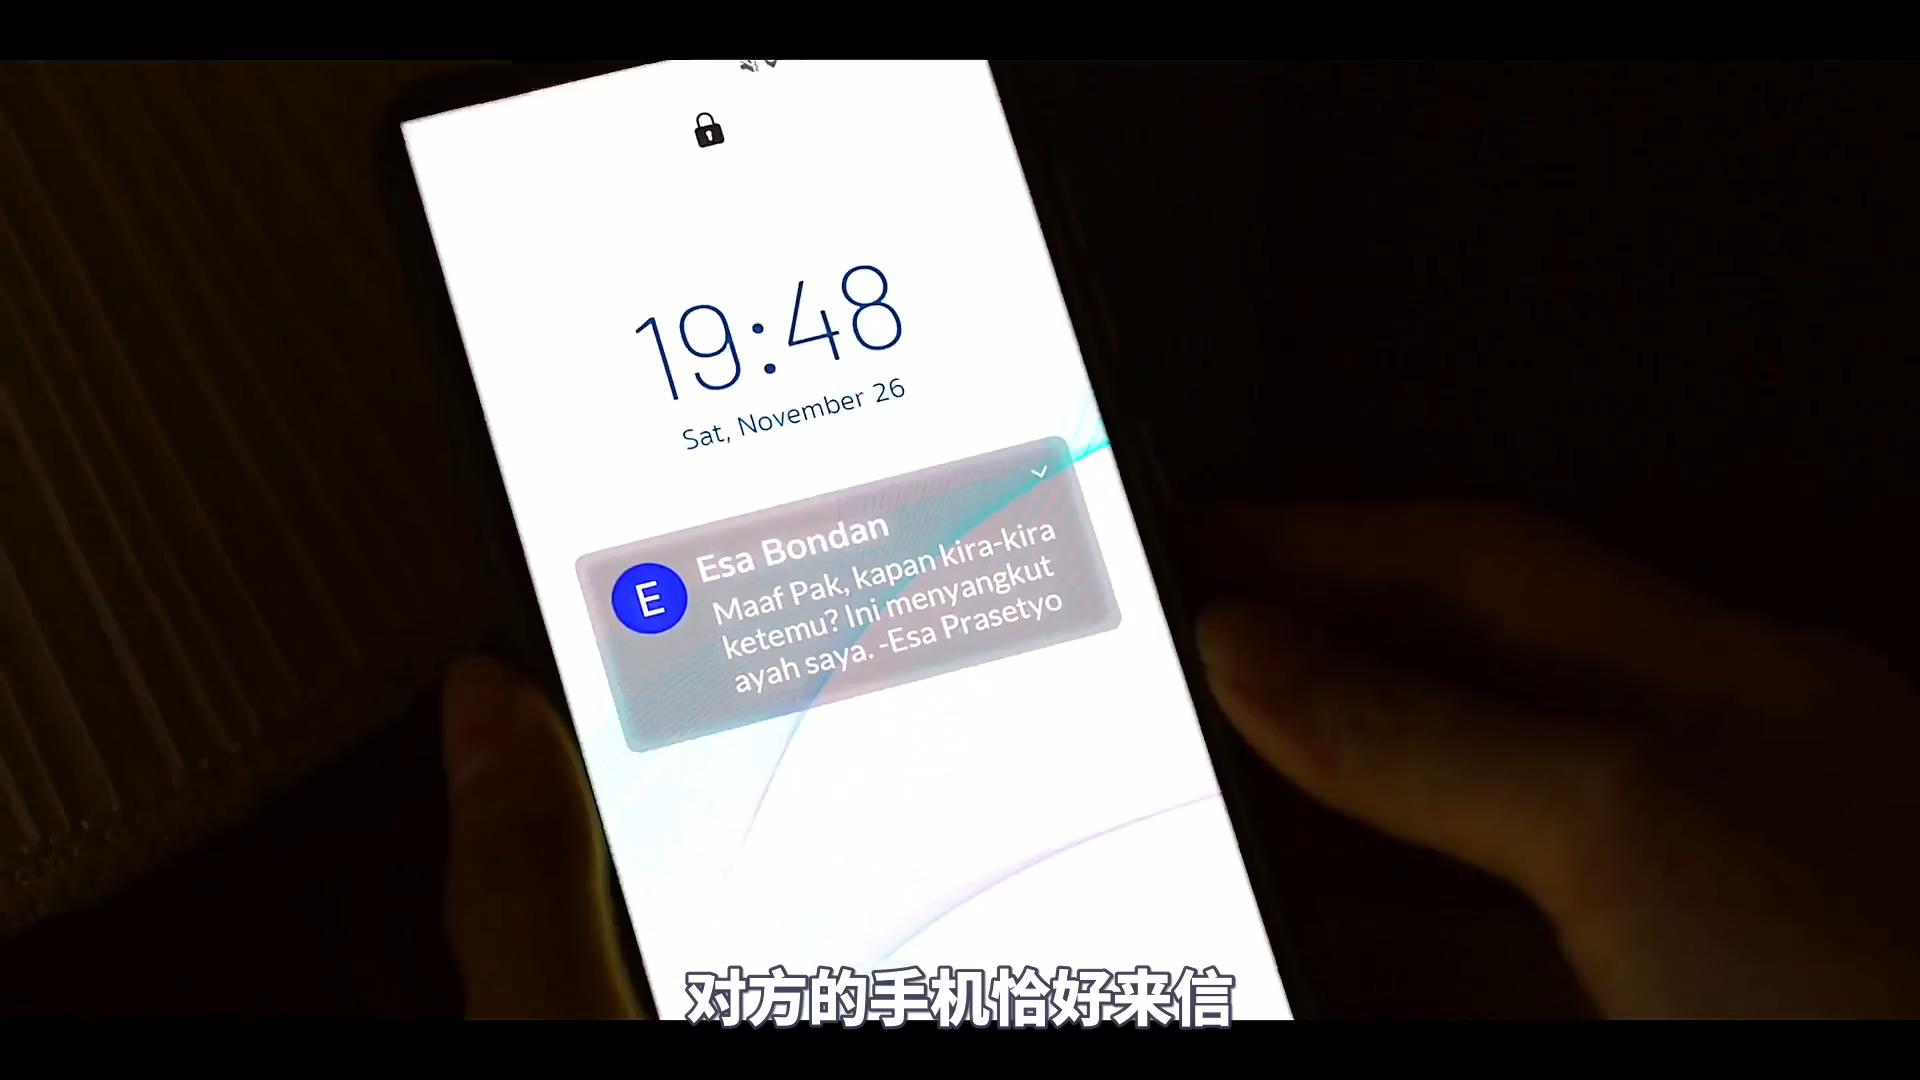 19:48
Sat, November 26
E
Esa Bondan
Maaf Pak, kapan kira-kira
ketemu? Ini menyangkut
ayah saya. -Esa Prasetyo
对方的手机恰好来信